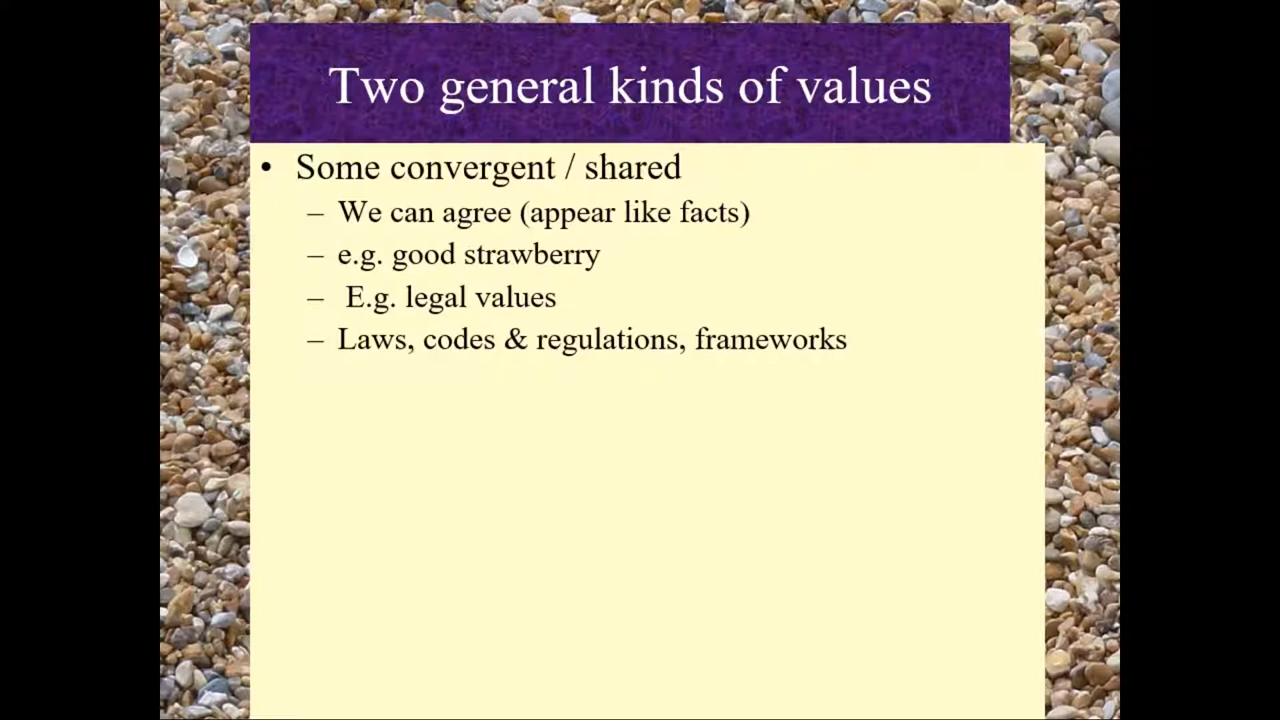 Two general kinds of values
• Some convergent / shared
– We can agree (appear like facts)
– e.g. good strawberry
– E.g. legal values
– Laws, codes & regulations, frameworks